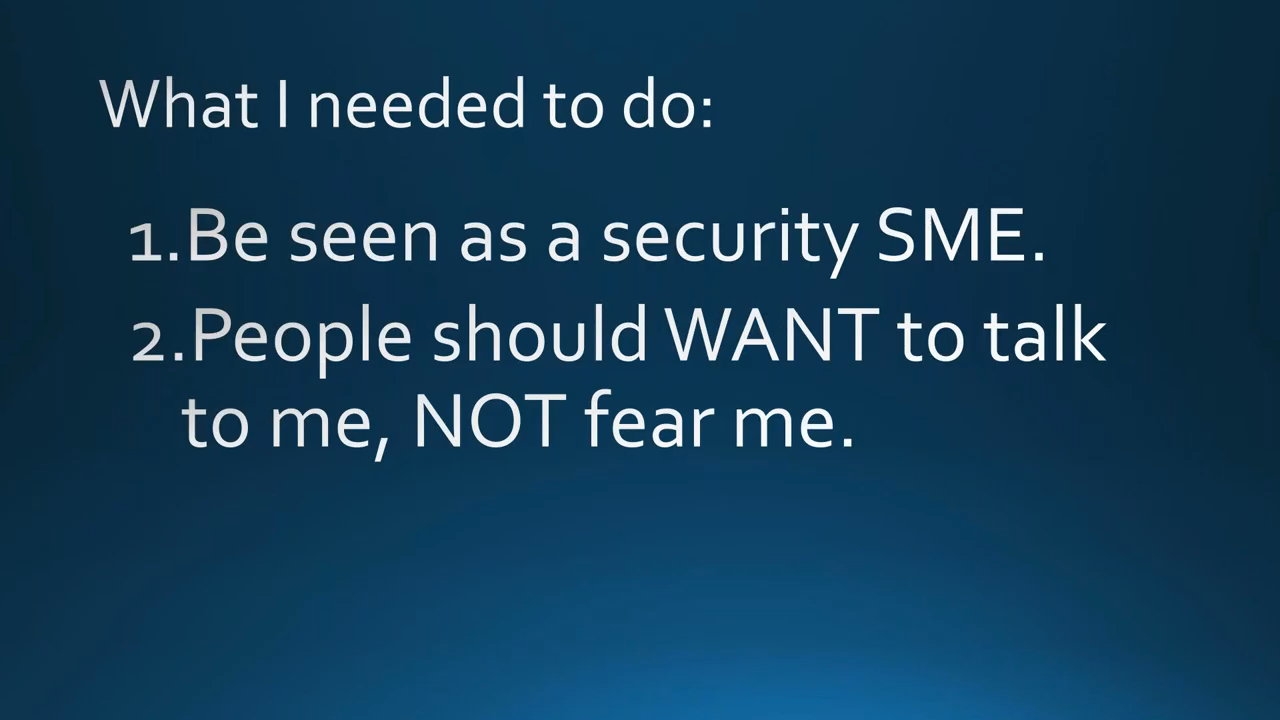 What I needed to do:
1.Be seen as a security SME.
2.People should WANT to talk
to me, NOT fear me.